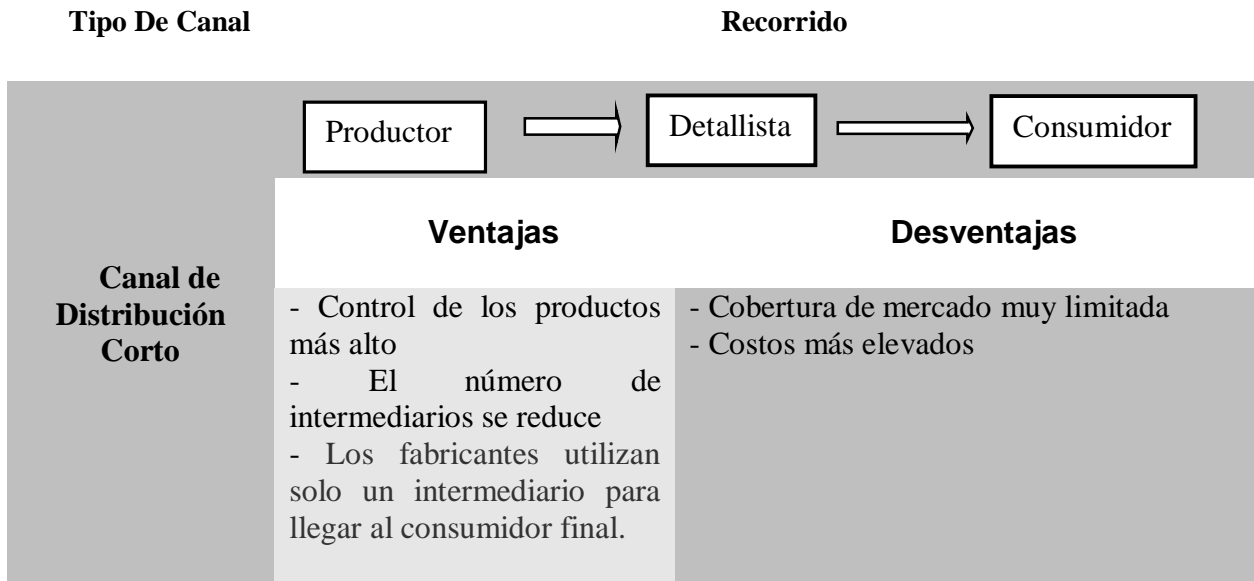 Tipo De Canal Recorrido
Productor Detallista Consumidor
Canal de
Distribución
Corto
Ventajas
- Control de los productos
más alto
- El número de
intermediarios se reduce
- Los fabricantes utilizan
solo un intermediario para
llegar al consumidor final.
Desventajas
- Cobertura de mercado muy limitada
- Costos más elevados